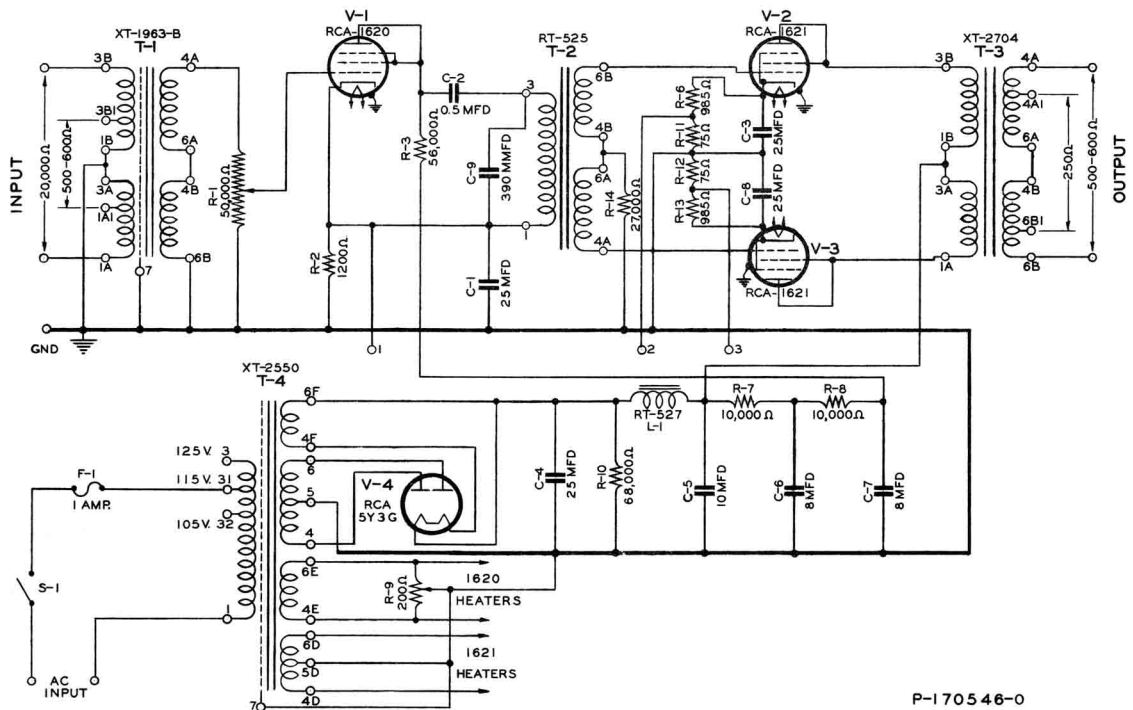 XT-1963-B
T-1
3B
4A
3B1
1B
3A
1A1
1A
6A
4B
6B
7
INPUT
20,000Ω
500-600Ω
R-1
50,000Ω
V-1
RCA-1620
C-2
0.5 MFD
R-3
56,000Ω
R-2
1200Ω
C-9
390 MMFD
C-1
25 MFD
RT-525
T-2
3
1
6B
4B
6A
4A
R-14
27,000Ω
R-6
985Ω
R-11
75Ω
R-12
75Ω
R-13
985Ω
C-3
25MFD
C-8
25 MFD
V-2
RCA-1621
V-3
RCA-1621
XT-2704
T-3
3B
1B
3A
1A
4A
4A1
6A
4B
6B1
6B
250Ω
500-600Ω
OUTPUT
GND
1
2
3
XT-2550
T-4
6F
4F
6
5
4
6E
4E
6D
5D
4D
7
125V. 3
115V. 31
105V. 32
1
F-1
1 AMP.
S-1
AC
INPUT
V-4
RCA
5Y3G
R-9
200Ω
1620
HEATERS
1621
HEATERS
C-4
25 MFD
R-10
68,000Ω
RT-527
L-1
R-7
10,000Ω
R-8
10,000Ω
C-5
10 MFD
C-6
8MFD
C-7
8 MFD
P-170546-0